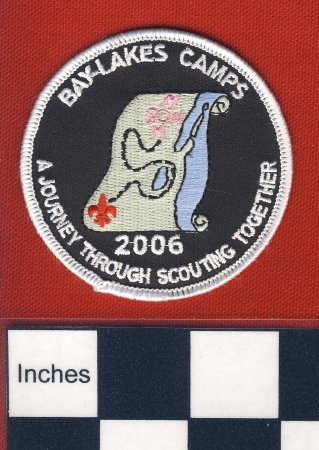 BAY-LAKES CAMPS
2006
A JOURNEY THROUGH SCOUTING TOGETHER
Inches